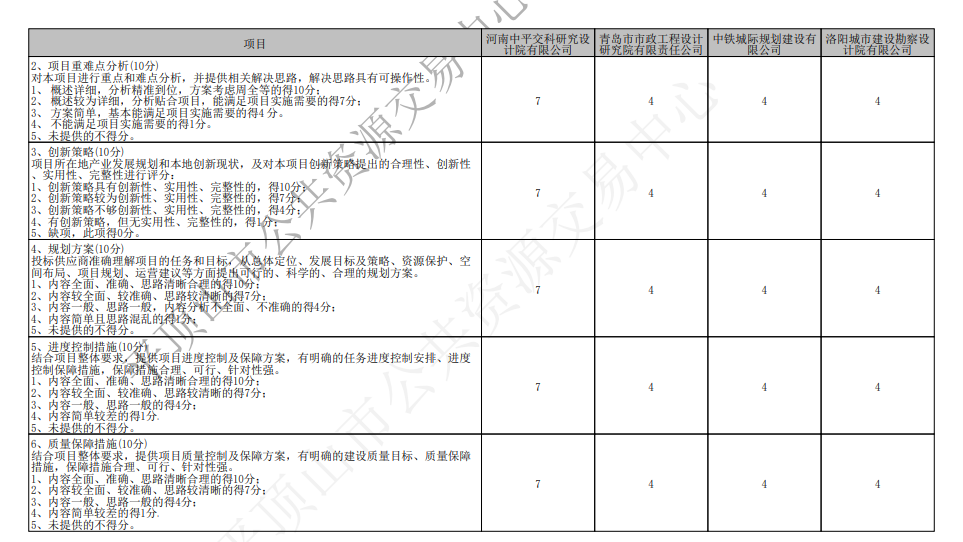 项目
河南中平交科研究设计院有限公司
青岛市市政工程设计研究院有限责任公司
中铁城际规划建设有限公司
洛阳城市建设勘察设计院有限公司
2、项目重难点分析(10分)
对本项目进行重点和难点分析，并提供相关解决思路，解决思路具有可操作性。
1、 概述详细，分析精准到位，方案考虑周全等的得10分；
2、 概述较为详细，分析贴合项目，能满足项目实施需要的得7分；
3、 方案简单，基本能满足项目实施需要的得4 分。
4、 不能满足项目实施需要的得1分。
5、未提供的不得分。
7
4
4
4
3、创新策略(10分)
项目所在地产业发展规划和本地创新现状，及对本项目创新策略提出的合理性、创新性
、实用性、完整性进行评分：
1、创新策略具有创新性、实用性、完整性的，得10分；
2、创新策略较为创新性、实用性、完整性的，得7分；
3、创新策略不够创新性、实用性、完整性的，得4分；
4、有创新策略，但无实用性、完整性的，得1分；
5、缺项，此项得0分。
7
4
4
4
4、规划方案(10分)
投标供应商准确理解项目的任务和目标，从总体定位、发展目标及策略、资源保护、空
间布局、项目规划、运营建议等方面提出可行的、科学的、合理的规划方案。
1、内容全面、准确、思路清晰合理的得10分；
2、内容较全面、较准确、思路较清晰的得7分；
3、内容一般、思路一般，内容分析不全面、不准确的得4分；
4、内容简单且思路混乱的得1分；
5、未提供的不得分。
7
4
4
4
5、进度控制措施(10分)
结合项目整体要求，提供项目进度控制及保障方案，有明确的任务进度控制安排、进度
控制保障措施，保障措施合理、可行、针对性强。
1、内容全面、准确、思路清晰合理的得10分；
2、内容较全面、较准确、思路较清晰的得7分；
3、内容一般、思路一般的得4分；
4、内容简单较差的得1分.
5、未提供的不得分。
7
4
4
4
6、质量保障措施(10分)
结合项目整体要求，提供项目质量控制及保障方案，有明确的建设质量目标、质量保障
措施，保障措施合理、可行、针对性强。
1、内容全面、准确、思路清晰合理的得10分；
2、内容较全面、较准确、思路较清晰的得7分；
3、内容一般、思路一般的得4分；
4、内容简单较差的得1分.
5、未提供的不得分。
7
4
4
4
平顶山市公共资源交易中心
平顶山市公共资源交易中心